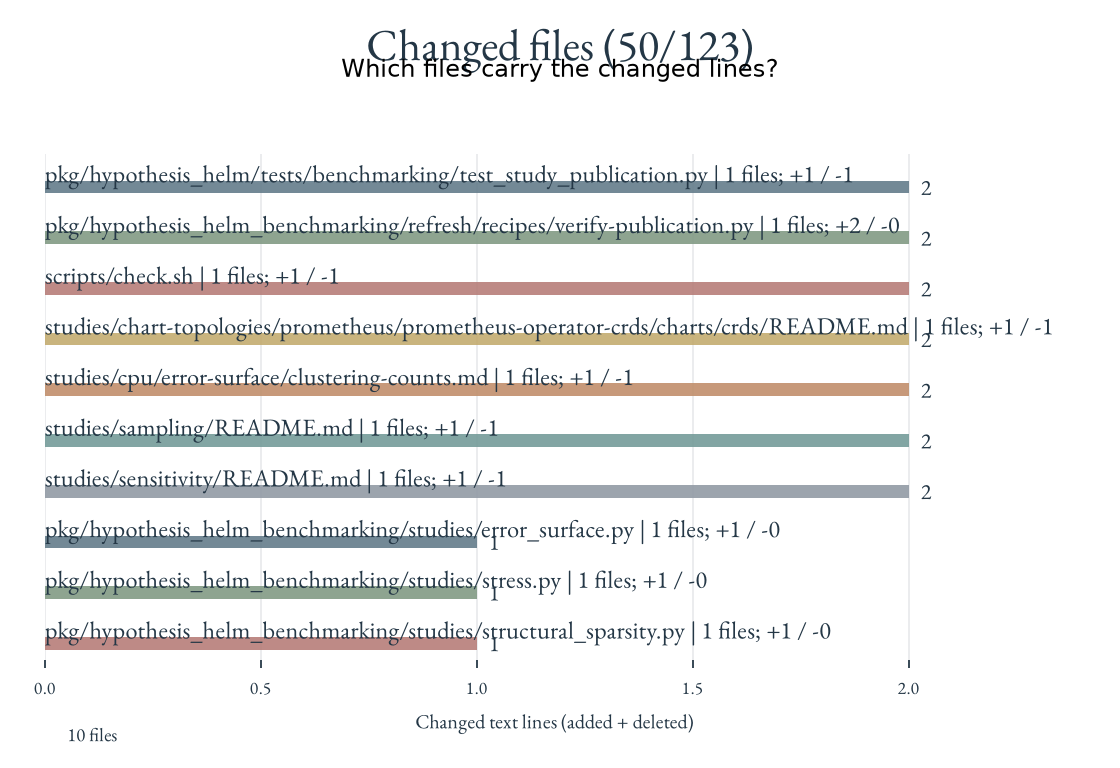 Changed files (50/123)
Which files carry the changed lines?
pkg/hypothesis_helm/tests/benchmarking/test_study_publication.py | 1 files; +1 / -1
2
pkg/hypothesis_helm_benchmarking/refresh/recipes/verify-publication.py | 1 files; +2 / -0
2
scripts/check.sh | 1 files; +1 / -1
2
studies/chart-topologies/prometheus/prometheus-operator-crds/charts/crds/README.md | 1 files; +1 / -1
2
studies/cpu/error-surface/clustering-counts.md | 1 files; +1 / -1
2
studies/sampling/README.md | 1 files; +1 / -1
2
studies/sensitivity/README.md | 1 files; +1 / -1
2
pkg/hypothesis_helm_benchmarking/studies/error_surface.py | 1 files; +1 / -0
1
pkg/hypothesis_helm_benchmarking/studies/stress.py | 1 files; +1 / -0
1
pkg/hypothesis_helm_benchmarking/studies/structural_sparsity.py | 1 files; +1 / -0
1
0.0 0.5 1.0 1.5 2.0
Changed text lines (added + deleted)
10 files